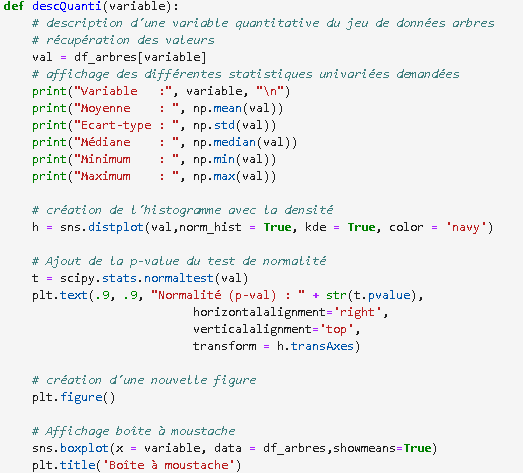 def descQuanti(variable):
    # description d'une variable quantitative du jeu de données arbres
    # récupération des valeurs
    val = df_arbres[variable]
    # affichage des différentes statistiques univariées demandées
    print("Variable   :", variable, "\n")
    print("Moyenne    : ", np.mean(val))
    print("Ecart-type : ", np.std(val))
    print("Médiane    : ", np.median(val))
    print("Minimum    : ", np.min(val))
    print("Maximum    : ", np.max(val))

    # création de l'histogramme avec la densité
    h = sns.distplot(val,norm_hist = True, kde = True, color = 'navy')

    # Ajout de la p-value du test de normalité
    t = scipy.stats.normaltest(val)
    plt.text(.9, .9, "Normalité (p-val) : " + str(t.pvalue),
                          horizontalalignment='right',
                          verticalalignment='top',
                          transform = h.transAxes)

    # création d'une nouvelle figure
    plt.figure()

    # Affichage boîte à moustache
    sns.boxplot(x = variable, data = df_arbres,showmeans=True)
    plt.title('Boîte à moustache')